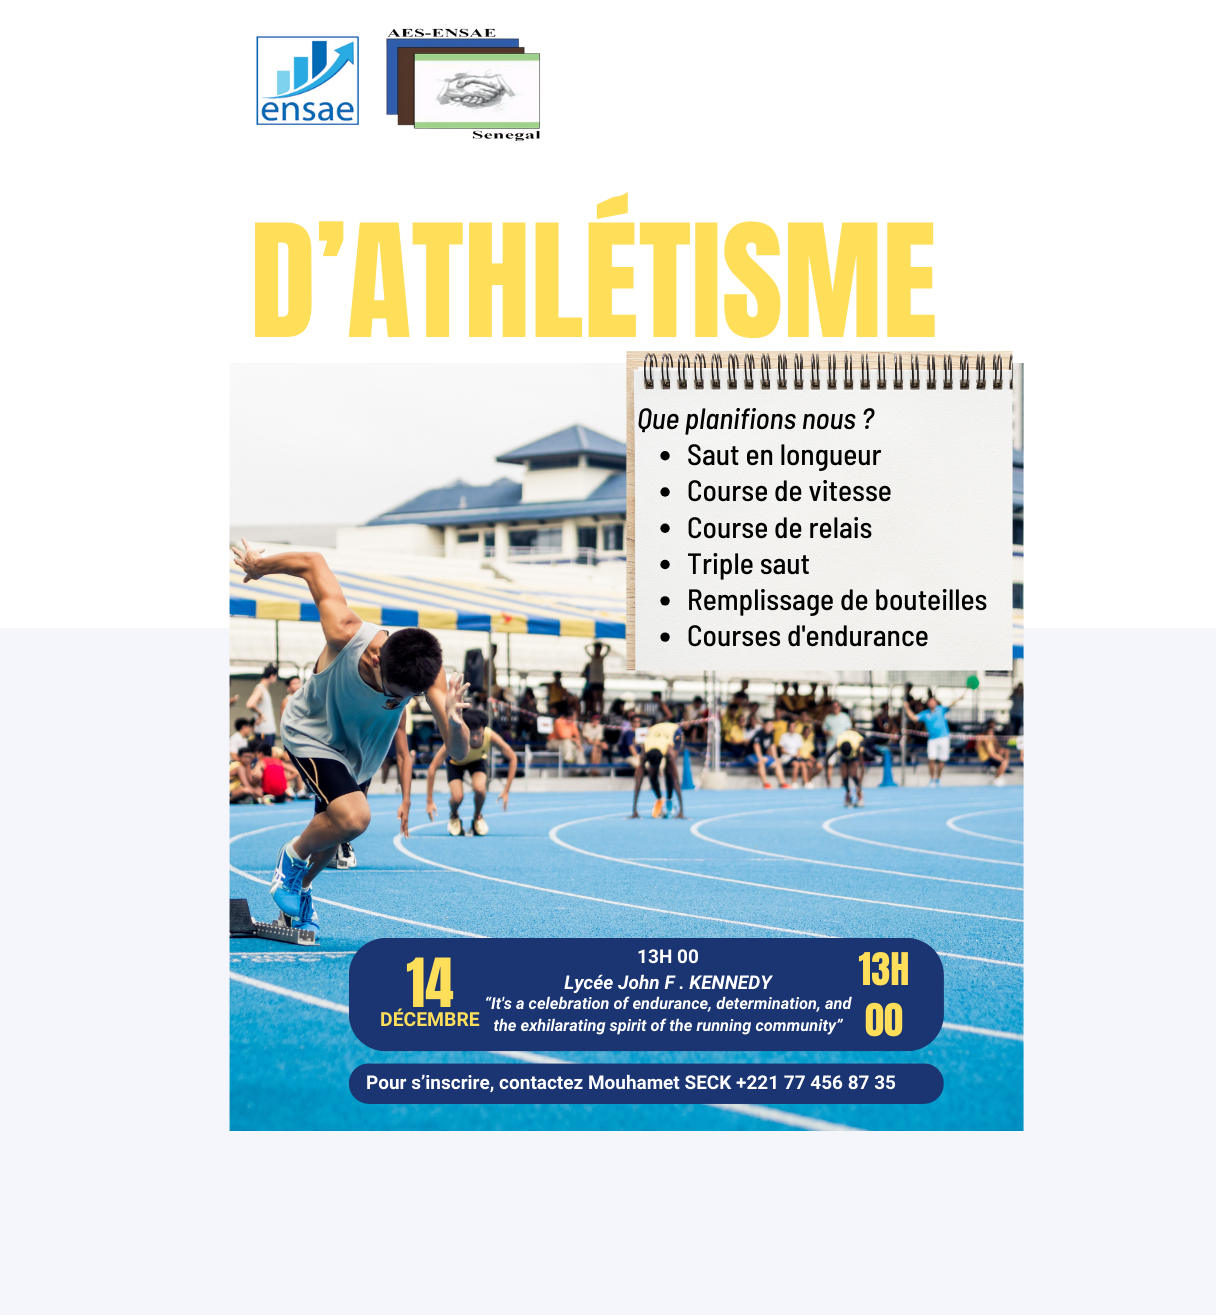 ensae
AES-ENSAE
Senegal
D’ATHLÉTISME
Que planifions nous ?
• Saut en longueur
• Course de vitesse
• Course de relais
• Triple saut
• Remplissage de bouteilles
• Courses d'endurance
14
DÉCEMBRE
13H 00
Lycée John F . KENNEDY
“It's a celebration of endurance, determination, and
the exhilarating spirit of the running community”
13H
00
Pour s’inscrire, contactez Mouhamet SECK +221 77 456 87 35